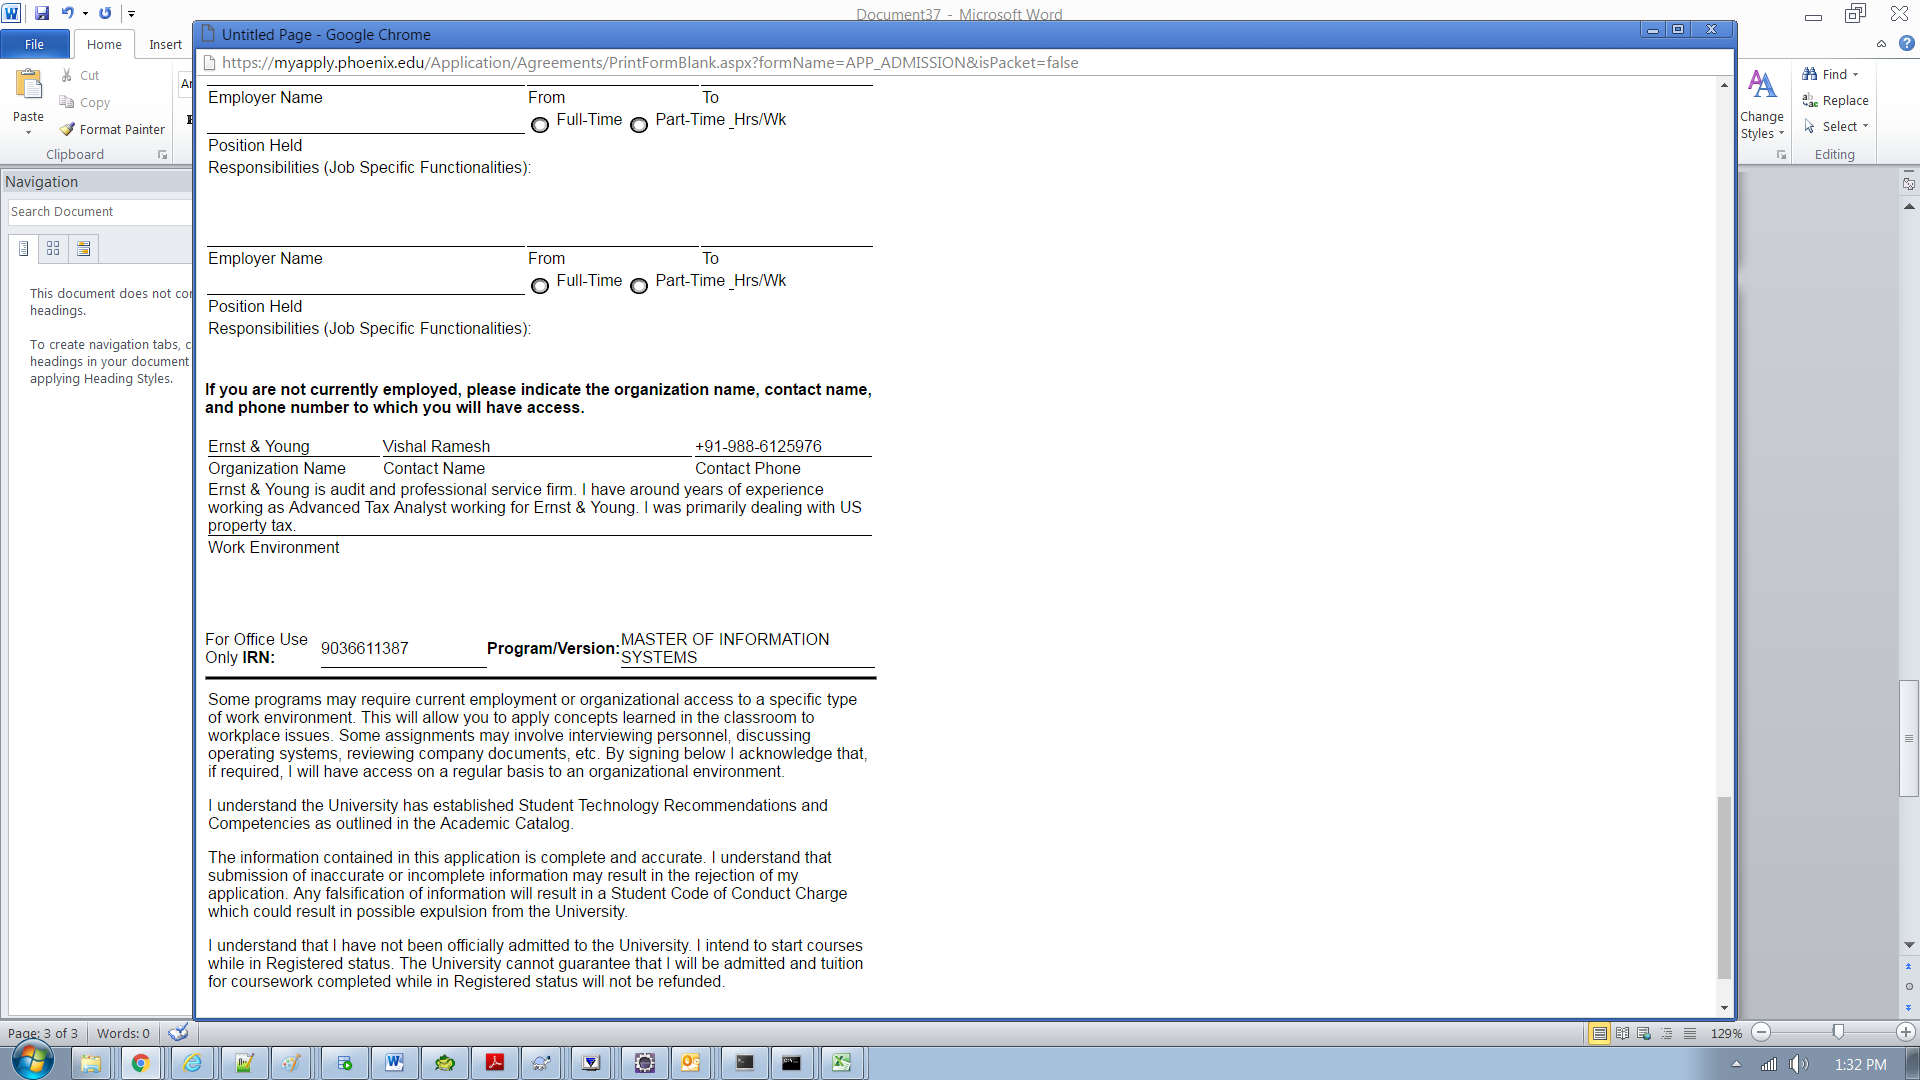 Document37 - Microsoft Word
File
Home
Insert
Cut
Copy
Paste
Format Painter
Clipboard
Untitled Page - Google Chrome
https://myapply.phoenix.edu/Application/Agreements/PrintFormBlank.aspx?formName=APP_ADMISSION&isPacket=false
Find
Replace
Select
Change
Styles
Editing
Navigation
Search Document
This document does not con
headings.
To create navigation tabs, c
headings in your document
applying Heading Styles.
Employer Name From To
Full-Time Part-Time _Hrs/Wk
Position Held
Responsibilities (Job Specific Functionalities):
Employer Name From To
Full-Time Part-Time _Hrs/Wk
Position Held
Responsibilities (Job Specific Functionalities):
If you are not currently employed, please indicate the organization name, contact name,
and phone number to which you will have access.
Ernst & Young Vishal Ramesh +91-988-6125976
Organization Name Contact Name Contact Phone
Ernst & Young is audit and professional service firm. I have around years of experience
working as Advanced Tax Analyst working for Ernst & Young. I was primarily dealing with US
property tax.
Work Environment
For Office Use
Only IRN: 9036611387 Program/Version: MASTER OF INFORMATION
SYSTEMS
Some programs may require current employment or organizational access to a specific type
of work environment. This will allow you to apply concepts learned in the classroom to
workplace issues. Some assignments may involve interviewing personnel, discussing
operating systems, reviewing company documents, etc. By signing below I acknowledge that,
if required, I will have access on a regular basis to an organizational environment.
I understand the University has established Student Technology Recommendations and
Competencies as outlined in the Academic Catalog.
The information contained in this application is complete and accurate. I understand that
submission of inaccurate or incomplete information may result in the rejection of my
application. Any falsification of information will result in a Student Code of Conduct Charge
which could result in possible expulsion from the University.
I understand that I have not been officially admitted to the University. I intend to start courses
while in Registered status. The University cannot guarantee that I will be admitted and tuition
for coursework completed while in Registered status will not be refunded.
Page: 3 of 3 Words: 0 129%
1:32 PM